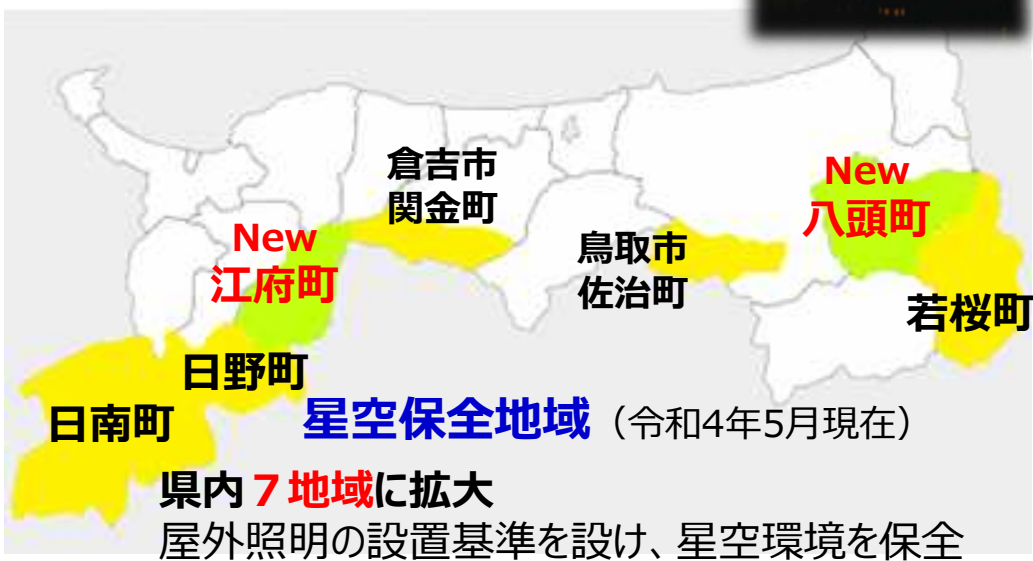 倉吉市
関金町
New
八頭町
New
江府町
鳥取市
佐治町
若桜町
日野町
日南町
星空保全地域（令和4年5月現在）
県内７地域に拡大
屋外照明の設置基準を設け、星空環境を保全